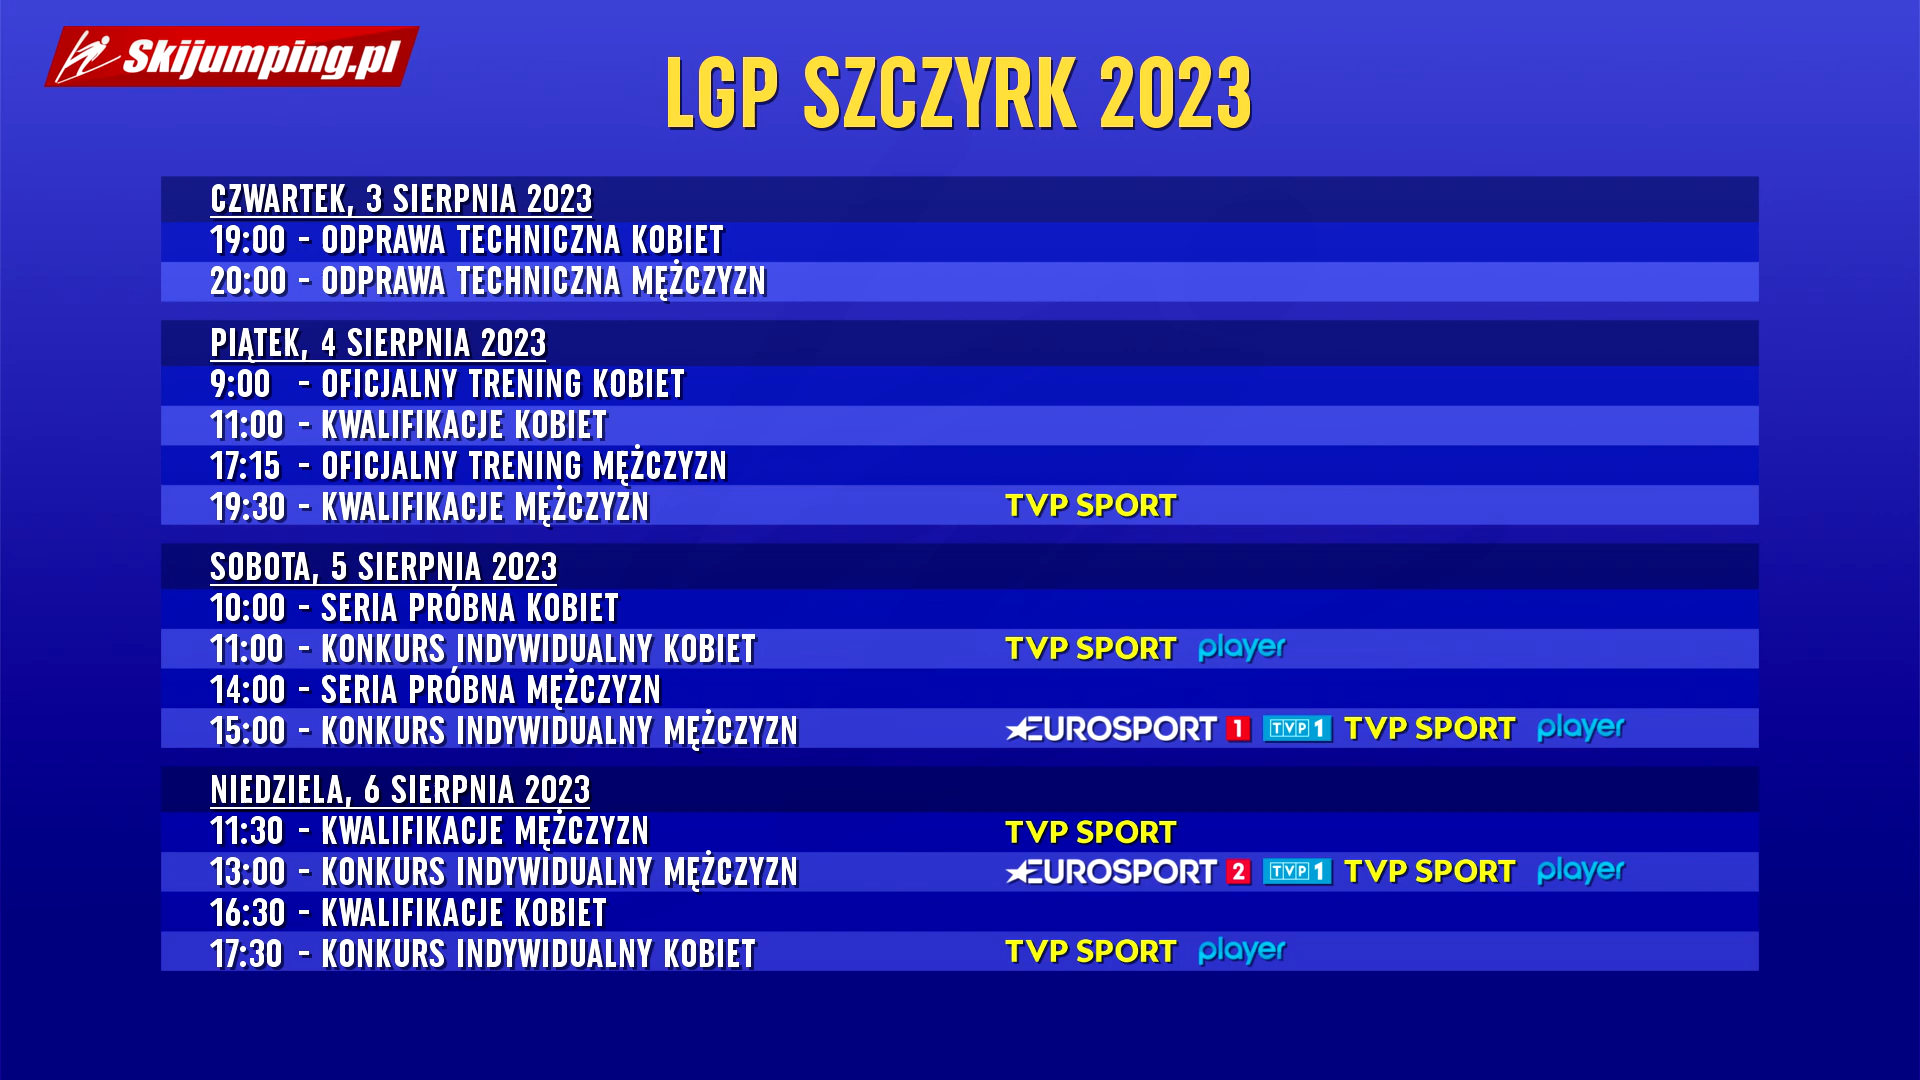 Skijumping.pl
LGP SZCZYRK 2023
CZWARTEK, 3 SIERPNIA 2023
19:00 - ODPRAWA TECHNICZNA KOBIET
20:00 - ODPRAWA TECHNICZNA MĘŻCZYZN
PIĄTEK, 4 SIERPNIA 2023
9:00 - OFICJALNY TRENING KOBIET
11:00 - KWALIFIKACJE KOBIET
17:15 - OFICJALNY TRENING MĘŻCZYZN
19:30 - KWALIFIKACJE MĘŻCZYZN TVP SPORT
SOBOTA, 5 SIERPNIA 2023
10:00 - SERIA PRÓBNA KOBIET
11:00 - KONKURS INDYWIDUALNY KOBIET TVP SPORT player
14:00 - SERIA PRÓBNA MĘŻCZYZN
15:00 - KONKURS INDYWIDUALNY MĘŻCZYZN EUROSPORT 1 TVP 1 TVP SPORT player
NIEDZIELA, 6 SIERPNIA 2023
11:30 - KWALIFIKACJE MĘŻCZYZN TVP SPORT
13:00 - KONKURS INDYWIDUALNY MĘŻCZYZN EUROSPORT 2 TVP 1 TVP SPORT player
16:30 - KWALIFIKACJE KOBIET
17:30 - KONKURS INDYWIDUALNY KOBIET TVP SPORT player